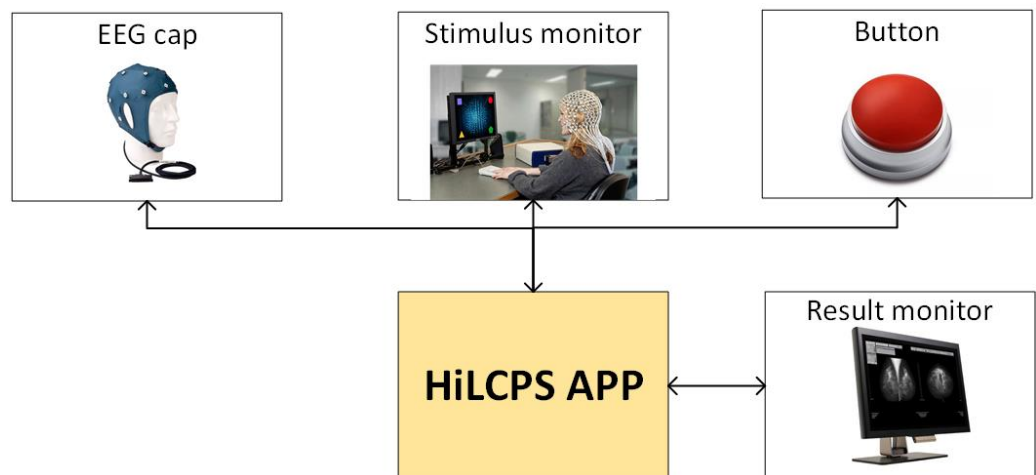 EEG cap
Stimulus monitor
Button
HiLCPS APP
Result monitor